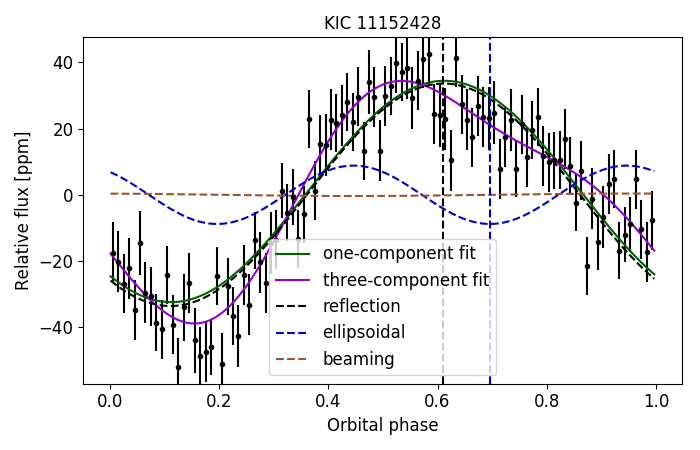 KIC 11152428
Relative flux [ppm]
40
20
0
−20
−40
one-component fit
three-component fit
reflection
ellipsoidal
beaming
0.0 0.2 0.4 0.6 0.8 1.0
Orbital phase